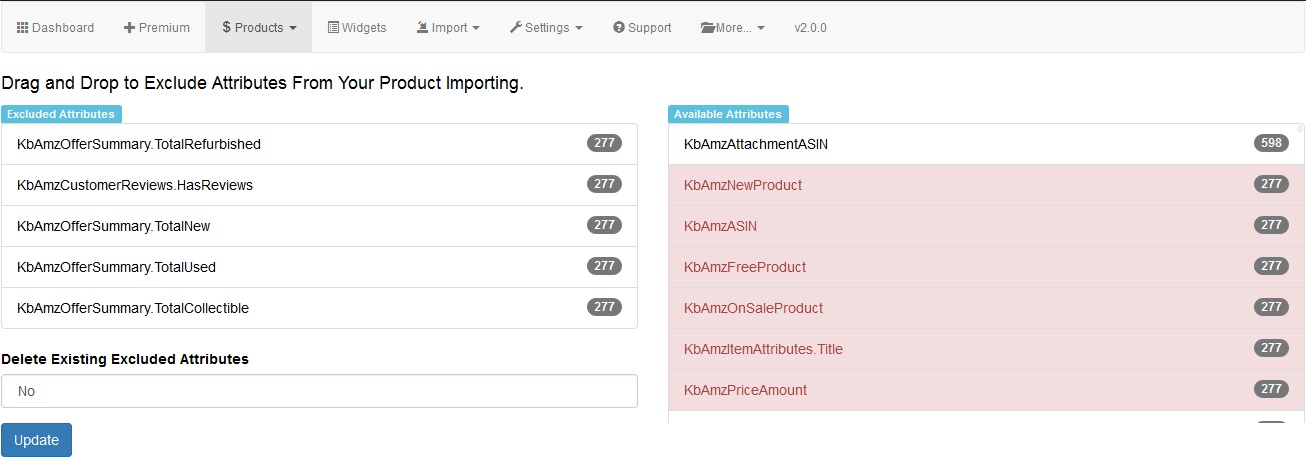 Dashboard Premium $ Products Widgets Import Settings Support More... v2.0.0
Drag and Drop to Exclude Attributes From Your Product Importing.
Excluded Attributes
KbAmzOfferSummary.TotalRefurbished 277
KbAmzCustomerReviews.HasReviews 277
KbAmzOfferSummary.TotalNew 277
KbAmzOfferSummary.TotalUsed 277
KbAmzOfferSummary.TotalCollectible 277
Delete Existing Excluded Attributes
No
Update
Available Attributes
KbAmzAttachmentASIN 598
KbAmzNewProduct 277
KbAmzASIN 277
KbAmzFreeProduct 277
KbAmzOnSaleProduct 277
KbAmzItemAttributes.Title 277
KbAmzPriceAmount 277